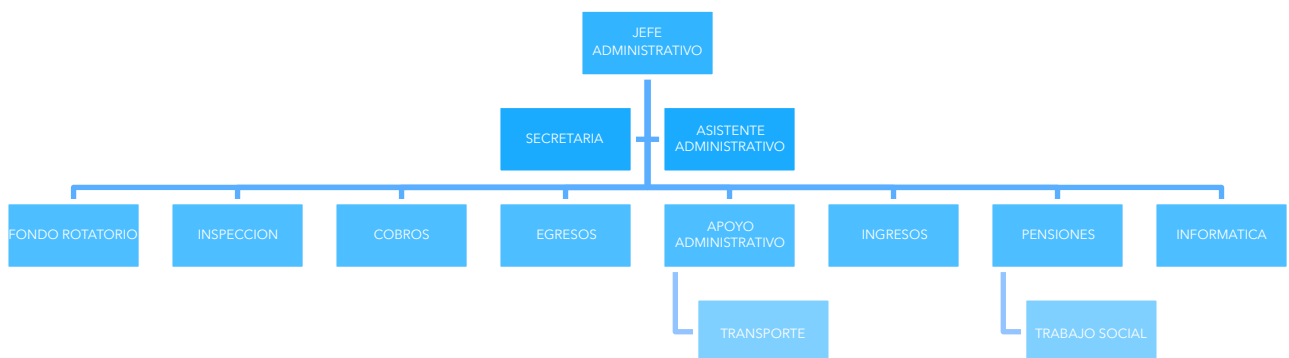 JEFE
ADMINISTRATIVO
SECRETARIA
ASISTENTE
ADMINISTRATIVO
FONDO ROTATORIO
INSPECCION
COBROS
EGRESOS
APOYO
ADMINISTRATIVO
INGRESOS
PENSIONES
INFORMATICA
TRANSPORTE
TRABAJO SOCIAL